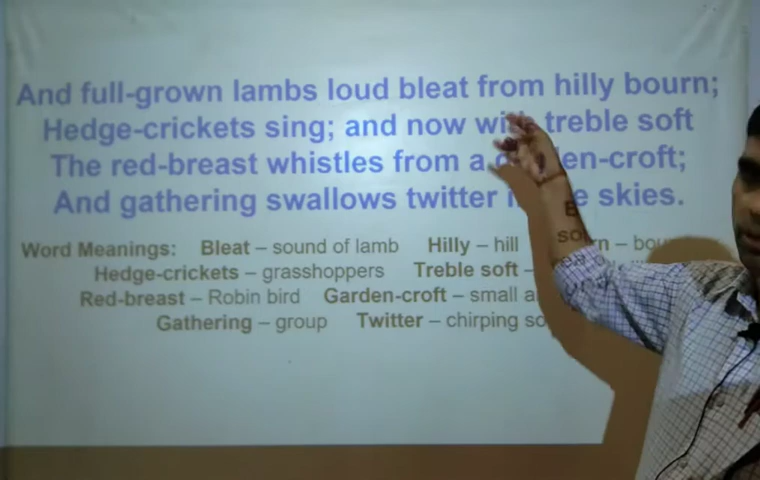 And full-grown lambs loud bleat from hilly bourn;
Hedge-crickets sing; and now with treble soft
The red-breast whistles from a en-croft;
And gathering swallows twitter skies.
Word Meanings: Bleat – sound of lamb Hilly – hill
Hedge-crickets – grasshoppers Treble soft –
Red-breast – Robin bird Garden-croft – small
Gathering – group Twitter – chirping